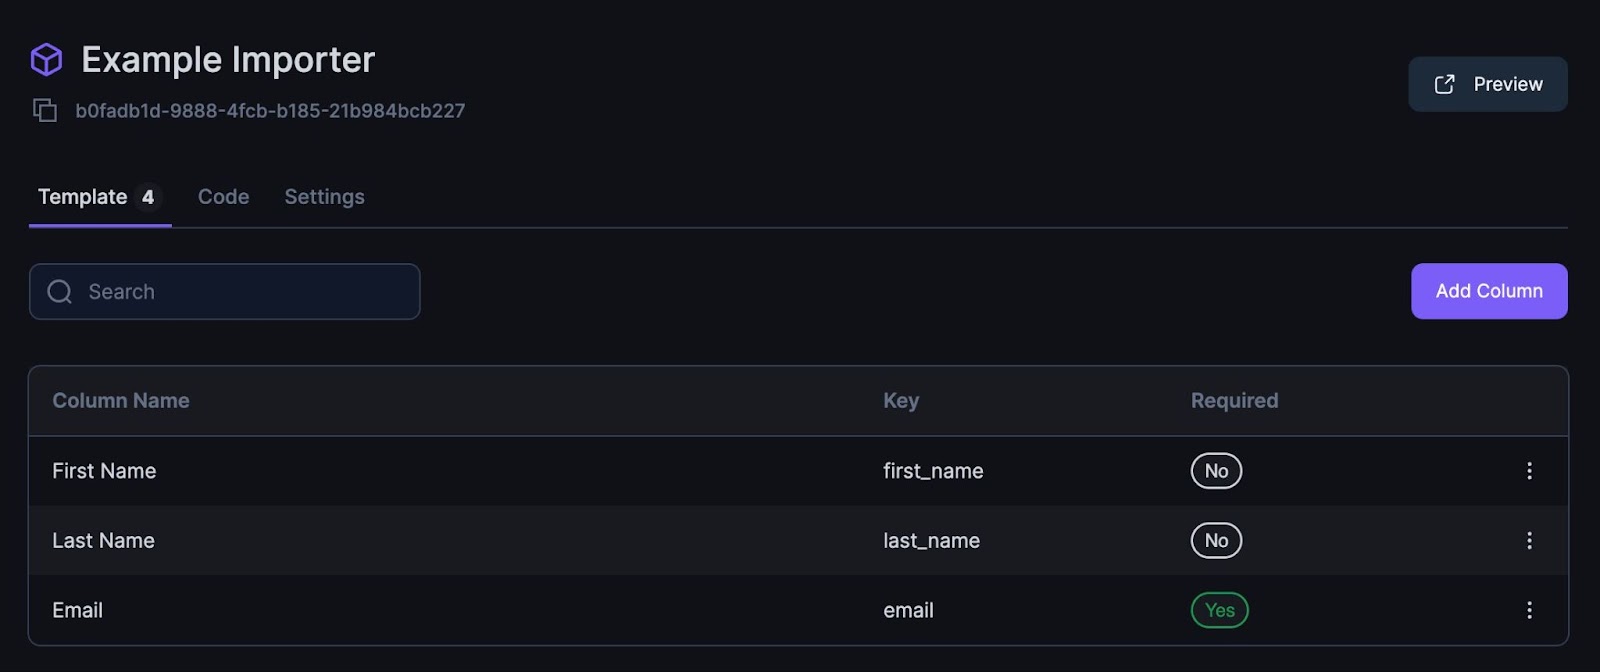 Example Importer
b0fadb1d-9888-4fcb-b185-21b984bcb227
Preview
Template 4 Code Settings
Search
Add Column
Column Name Key Required
First Name first_name No
Last Name last_name No
Email email Yes